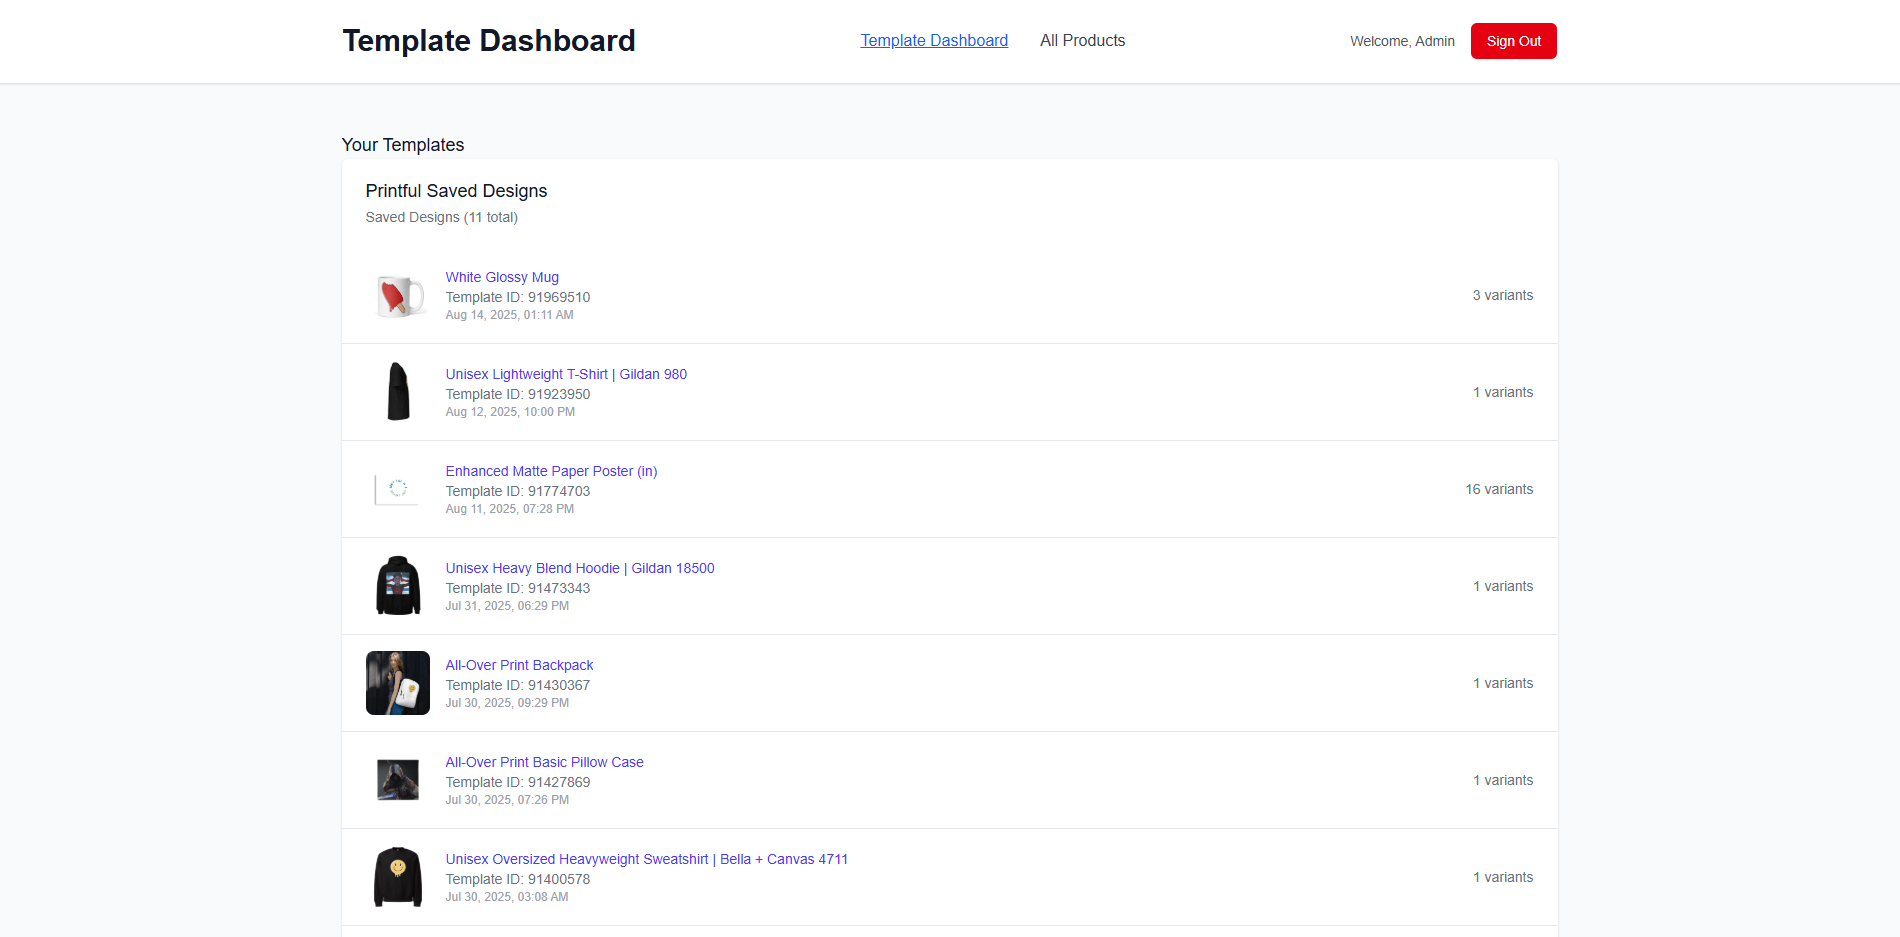 Template Dashboard
Template Dashboard
All Products
Welcome, Admin
Sign Out
Your Templates
Printful Saved Designs
Saved Designs (11 total)
White Glossy Mug
Template ID: 91969510
Aug 14, 2025, 01:11 AM
3 variants
Unisex Lightweight T-Shirt | Gildan 980
Template ID: 91923950
Aug 12, 2025, 10:00 PM
1 variants
Enhanced Matte Paper Poster (in)
Template ID: 91774703
Aug 11, 2025, 07:28 PM
16 variants
Unisex Heavy Blend Hoodie | Gildan 18500
Template ID: 91473343
Jul 31, 2025, 06:29 PM
1 variants
All-Over Print Backpack
Template ID: 91430367
Jul 30, 2025, 09:29 PM
1 variants
All-Over Print Basic Pillow Case
Template ID: 91427869
Jul 30, 2025, 07:26 PM
1 variants
Unisex Oversized Heavyweight Sweatshirt | Bella + Canvas 4711
Template ID: 91400578
Jul 30, 2025, 03:08 AM
1 variants